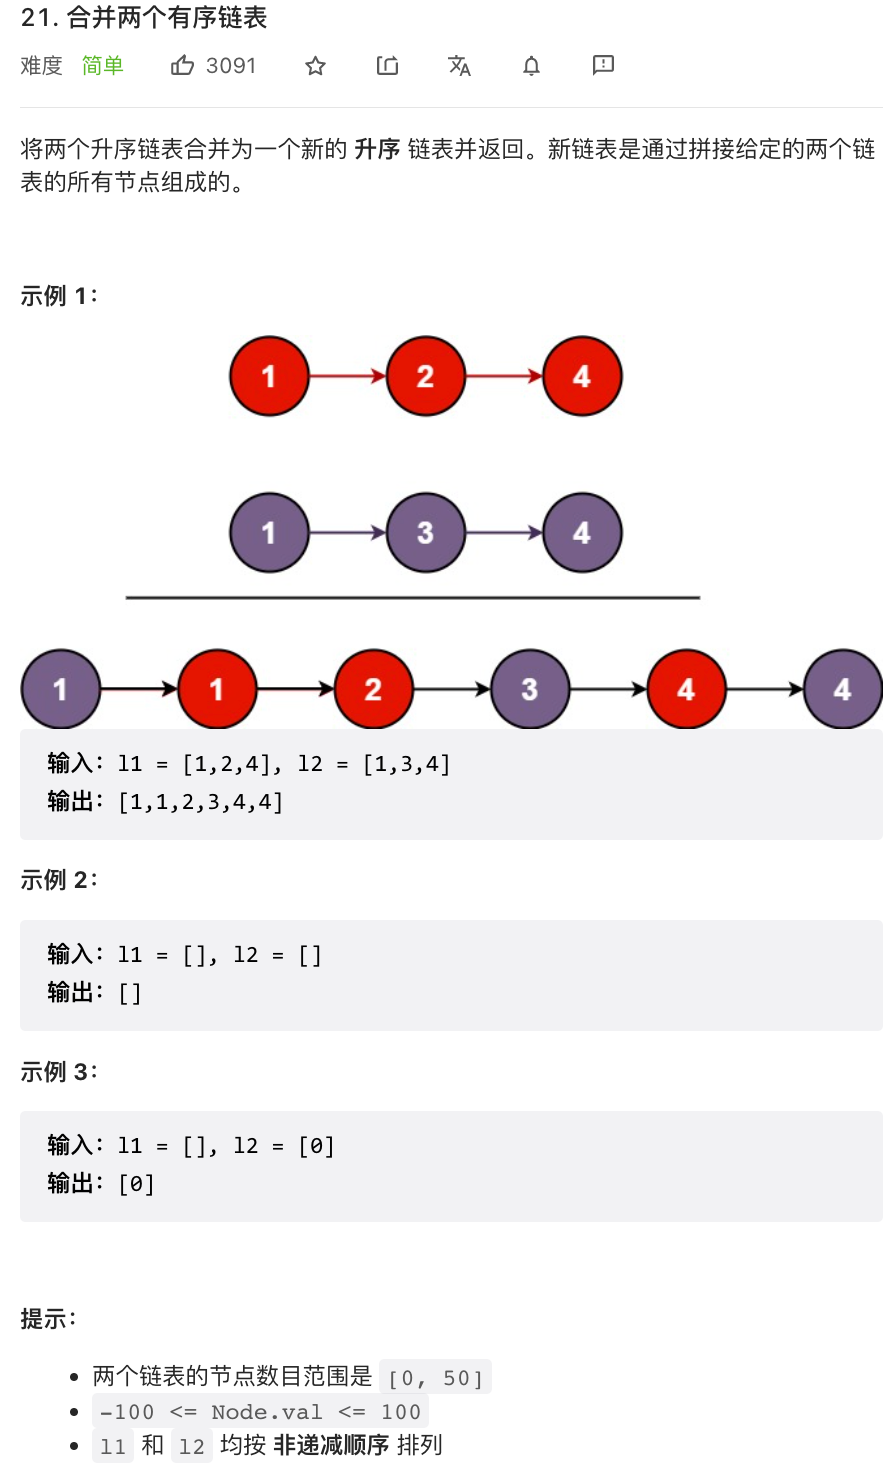 21. 合并两个有序链表
难度 简单 3091
将两个升序链表合并为一个新的 升序 链表并返回。新链表是通过拼接给定的两个链
表的所有节点组成的。
示例 1：
1 2 4
1 3 4
1 1 2 3 4 4
输入：l1 = [1,2,4], l2 = [1,3,4]
输出：[1,1,2,3,4,4]
示例 2：
输入：l1 = [], l2 = []
输出：[]
示例 3：
输入：l1 = [], l2 = [0]
输出：[0]
提示：
• 两个链表的节点数目范围是 [0, 50]
• -100 <= Node.val <= 100
• l1 和 l2 均按 非递减顺序 排列